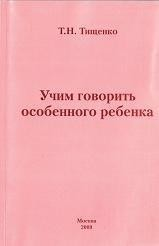 Т.Н. Тищенко
Учим говорить
особенного ребенка
Москва
2008